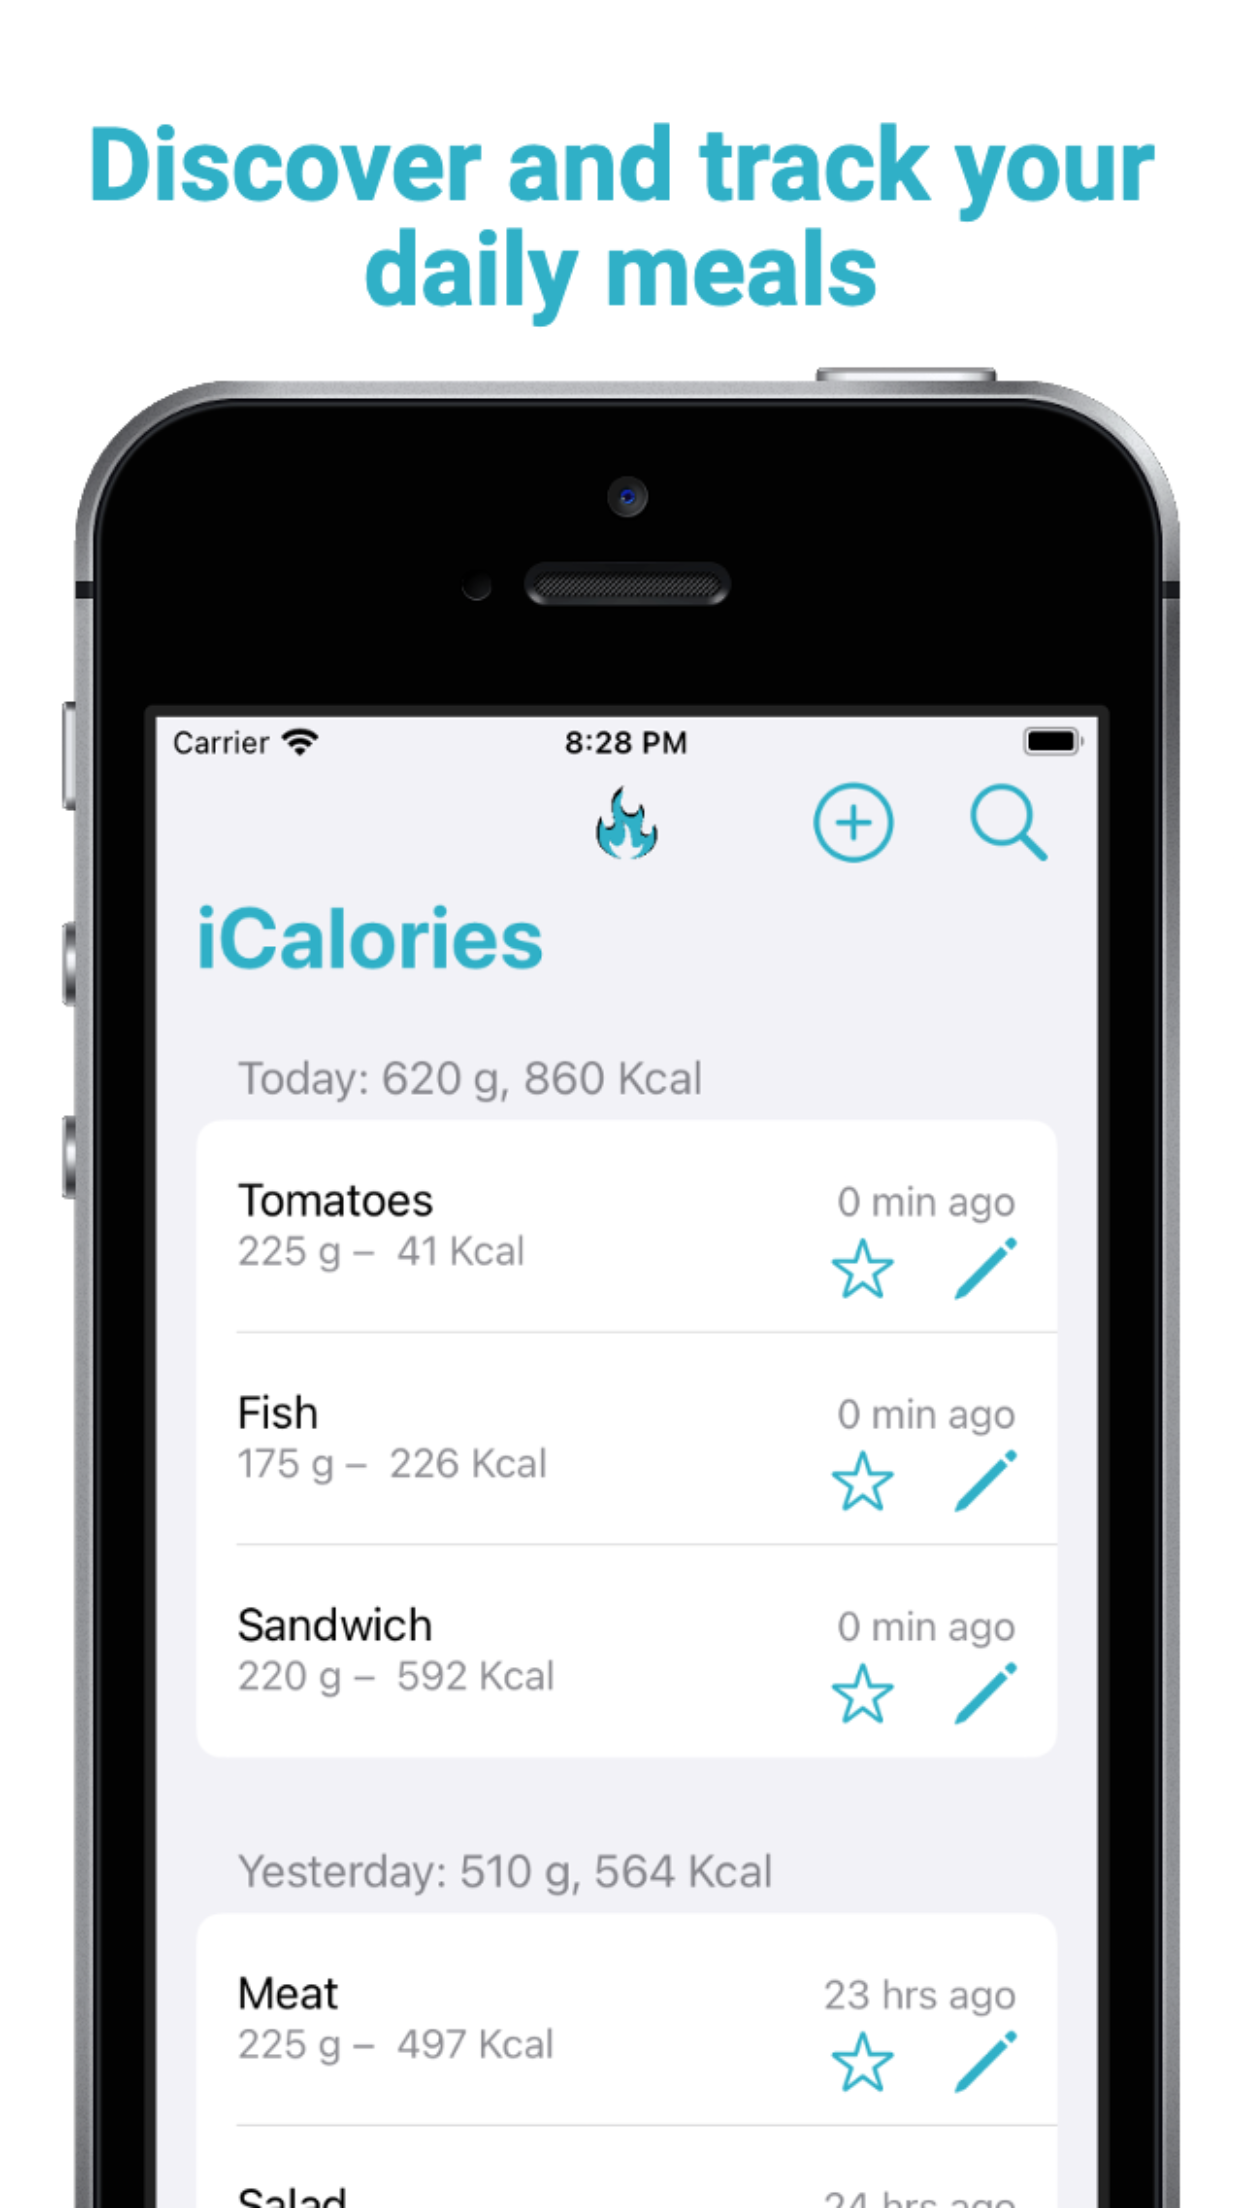 Discover and track your
daily meals
Carrier 8:28 PM
iCalories
Today: 620 g, 860 Kcal
Tomatoes 0 min ago
225 g – 41 Kcal
Fish 0 min ago
175 g – 226 Kcal
Sandwich 0 min ago
220 g – 592 Kcal
Yesterday: 510 g, 564 Kcal
Meat 23 hrs ago
225 g – 497 Kcal
Salad 24 hrs ago